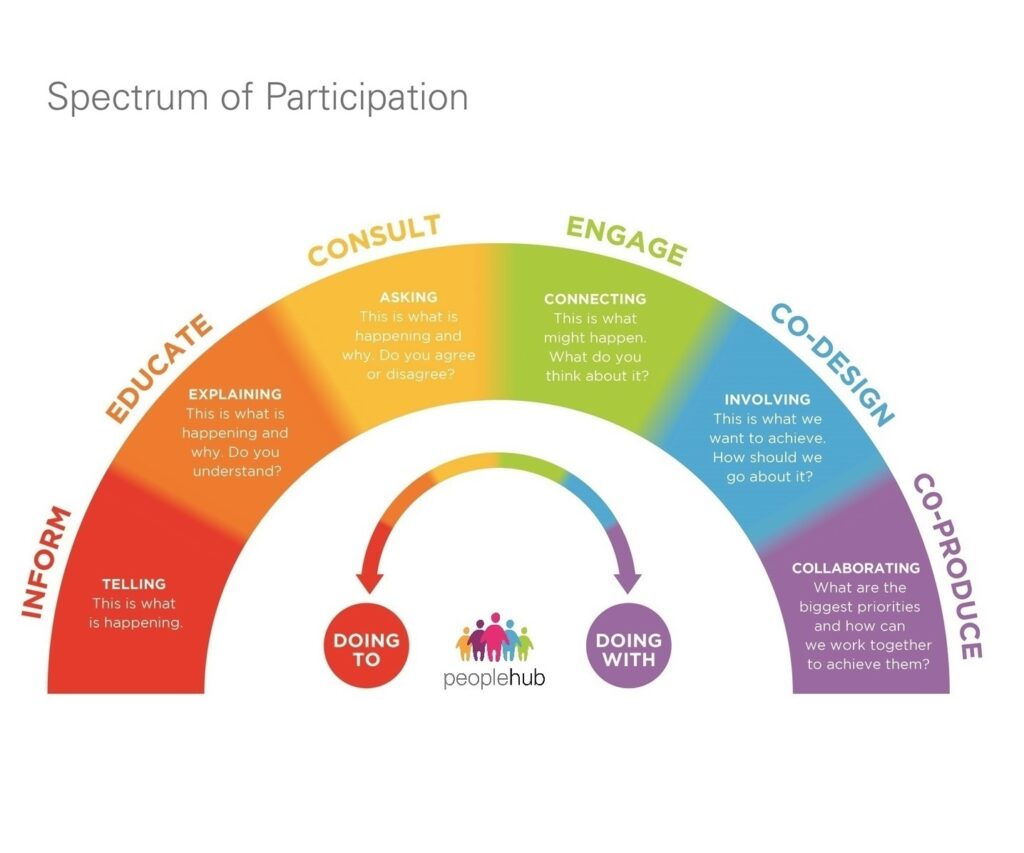 Spectrum of Participation
INFORM
TELLING
This is what
is happening.
EDUCATE
EXPLAINING
This is what is
happening and
why. Do you
understand?
CONSULT
ASKING
This is what is
happening and
why. Do you agree
or disagree?
ENGAGE
CONNECTING
This is what
might happen.
What do you
think about it?
CO-DESIGN
INVOLVING
This is what we
want to achieve.
How should we
go about it?
C0-PRODUCE
COLLABORATING
What are the
biggest priorities
and how can
we work together
to achieve them?
DOING
TO
peoplehub
DOING
WITH